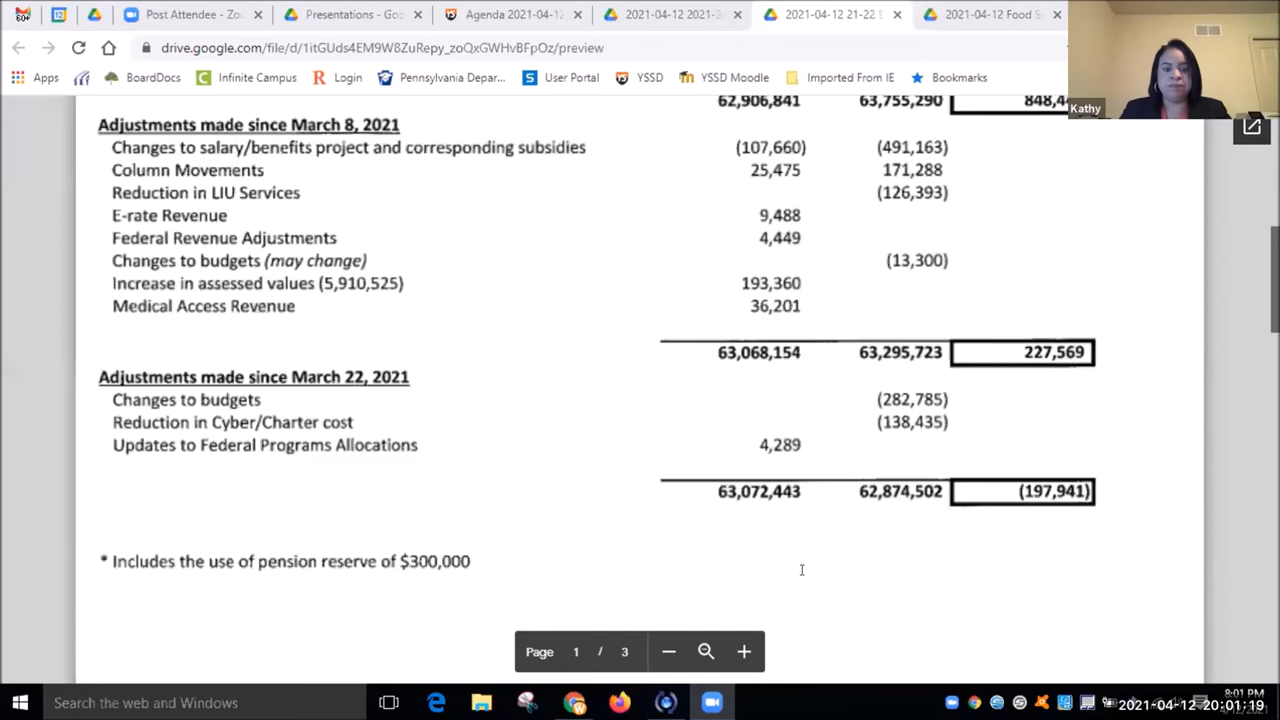 Post Attendee - Zoo
Presentations - Goo
Agenda 2021-04-12
2021-04-12 2021-
2021-04-12 21-22
2021-04-12 Food S
drive.google.com/file/d/1itGUds4EM9W8ZuRepy_zoQxGWHvBFpOz/preview
Apps BoardDocs Infinite Campus Login Pennsylvania Depar... User Portal YSSD YSSD Moodle Imported From IE Bookmarks
Kathy
62,906,841 63,755,290
Adjustments made since March 8, 2021
Changes to salary/benefits project and corresponding subsidies (107,660) (491,163)
Column Movements 25,475 171,288
Reduction in LIU Services (126,393)
E-rate Revenue 9,488
Federal Revenue Adjustments 4,449
Changes to budgets (may change) (13,300)
Increase in assessed values (5,910,525) 193,360
Medical Access Revenue 36,201
63,068,154 63,295,723 227,569
Adjustments made since March 22, 2021
Changes to budgets (282,785)
Reduction in Cyber/Charter cost (138,435)
Updates to Federal Programs Allocations 4,289
63,072,443 62,874,502 (197,941)
* Includes the use of pension reserve of $300,000
Page 1 / 3
Search the web and Windows
8:01 PM
2021-04-12 20:01:19